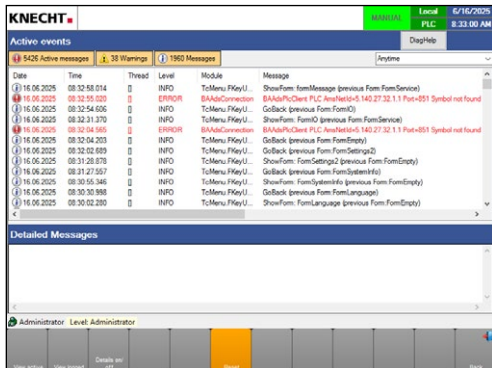 KNECHT
MANUAL
Local 6/16/2025
PLC 8:33:00 AM
Active events
DiagHelp
5426 Active messages 38 Warnings 1960 Messages Anytime
Date Time Thread Level Module Message
16.06.2025 08:32:58.014 [] INFO TcMenu.FKeyU... ShowForm: formMessage (previous Form:FormService)
16.06.2025 08:32:55.020 [] ERROR BAAdsConnection BAAdsPlcClient PLC AmsNetId=5.140.27.32.1.1 Port=851 Symbol not found
16.06.2025 08:32:54.606 [] INFO TcMenu.FKeyU... GoBack (previous Form:FormIO)
16.06.2025 08:32:31.370 [] INFO TcMenu.FKeyU... ShowForm: FormIO (previous Form:FormService)
16.06.2025 08:32:04.565 [] ERROR BAAdsConnection BAAdsPlcClient PLC AmsNetId=5.140.27.32.1.1 Port=851 Symbol not found
16.06.2025 08:32:04.203 [] INFO TcMenu.FKeyU... GoBack (previous Form:FormEmpty)
16.06.2025 08:32:02.689 [] INFO TcMenu.FKeyU... GoBack (previous Form:FormSettings2)
16.06.2025 08:31:28.878 [] INFO TcMenu.FKeyU... ShowForm: FormSettings2 (previous Form:FormEmpty)
16.06.2025 08:31:27.557 [] INFO TcMenu.FKeyU... GoBack (previous Form:FormSystemInfo)
16.06.2025 08:30:55.346 [] INFO TcMenu.FKeyU... ShowForm: FormSystemInfo (previous Form:FormEmpty)
16.06.2025 08:30:30.998 [] INFO TcMenu.FKeyU... GoBack (previous Form:FormLanguage)
16.06.2025 08:30:02.280 [] INFO TcMenu.FKeyU... ShowForm: FormLanguage (previous Form:FormEmpty)
Detailed Messages
Administrator Level: Administrator
Details on/
View active View logged off Reset Back